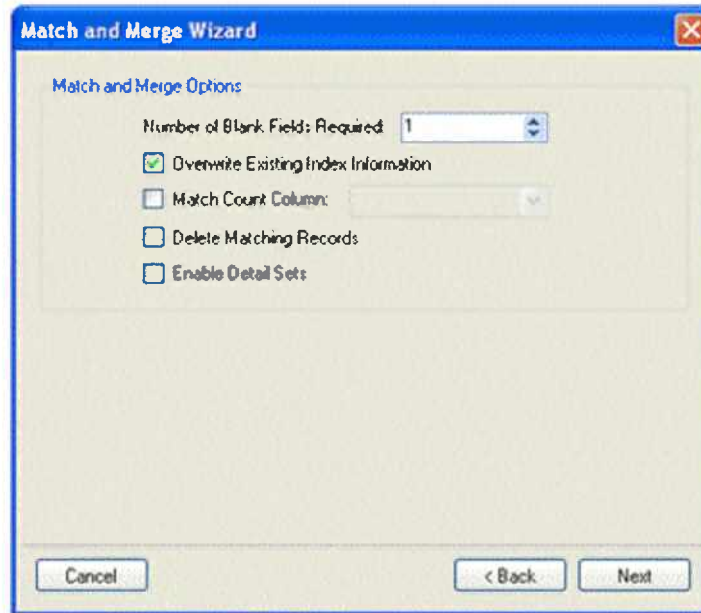 Match and Merge Wizard
Match and Merge Options
Number of Blank Fields Required 1
Overwrite Existing Index Information
Match Count Column:
Delete Matching Records
Enable Detail Sets
Cancel < Back Next